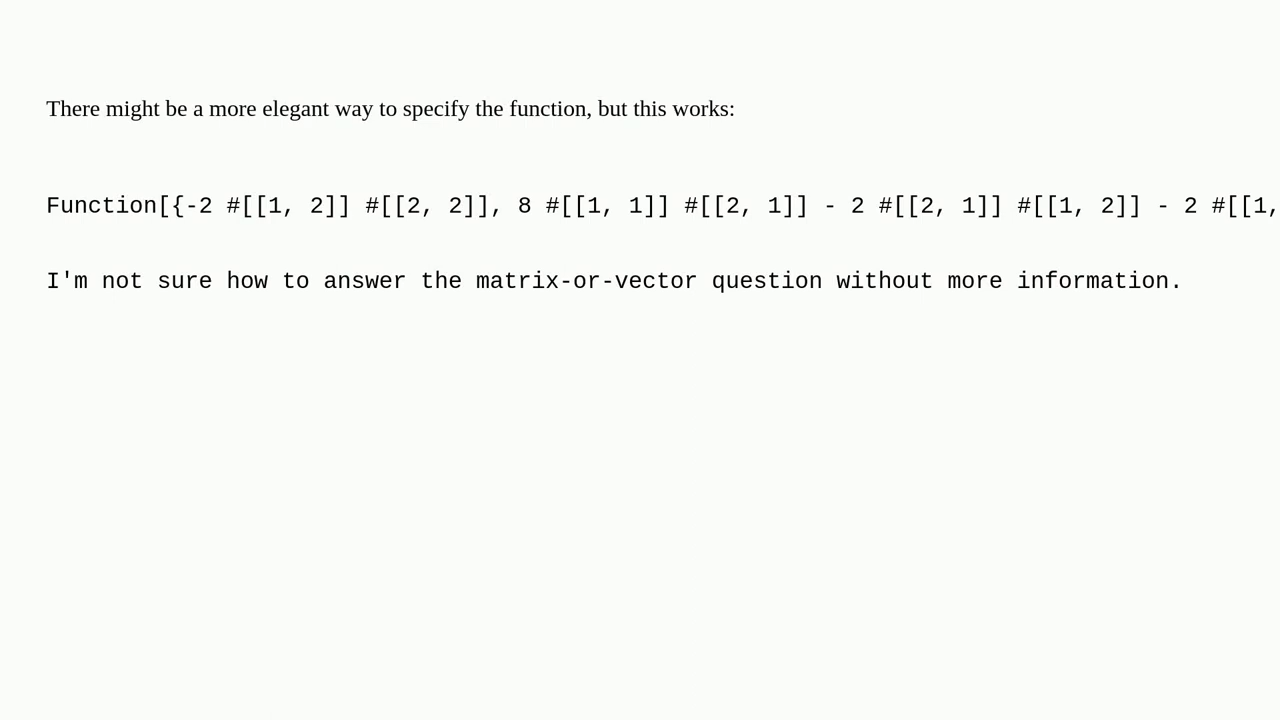 There might be a more elegant way to specify the function, but this works:
Function[{-2 #[[1, 2]] #[[2, 2]], 8 #[[1, 1]] #[[2, 1]] - 2 #[[2, 1]] #[[1, 2]] - 2 #[[1,
I'm not sure how to answer the matrix-or-vector question without more information.